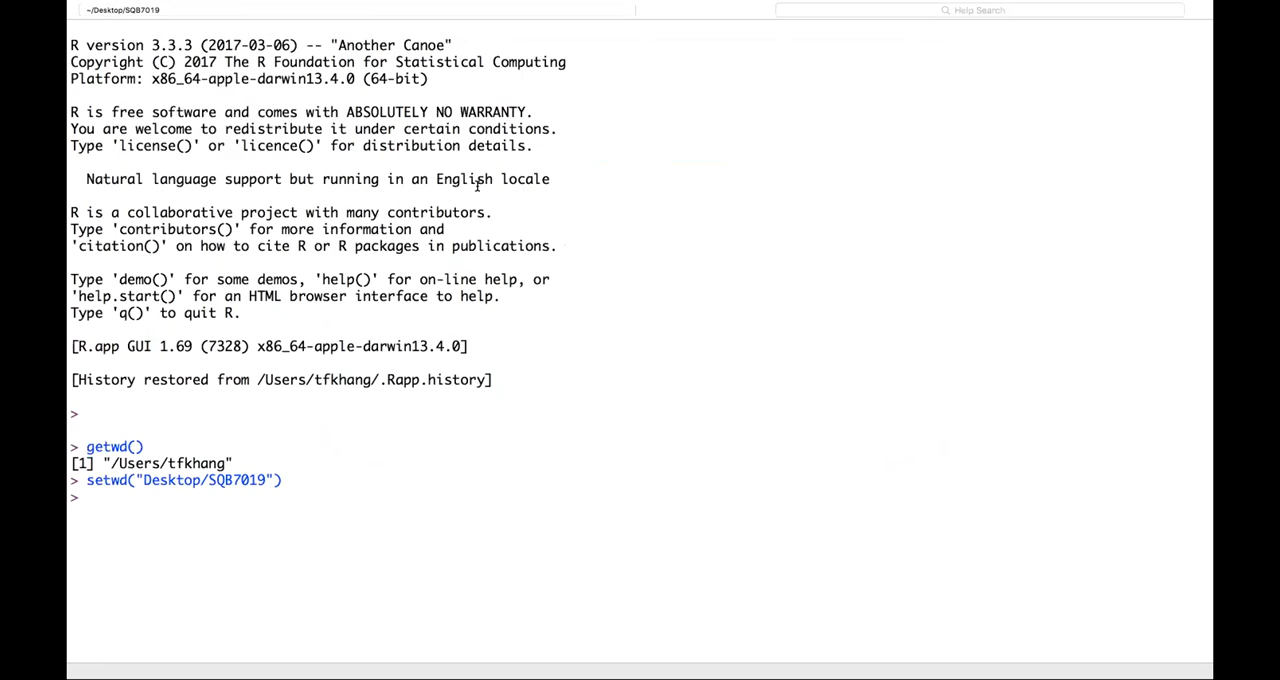 ~/Desktop/SQB7019
Help Search
R version 3.3.3 (2017-03-06) -- "Another Canoe"
Copyright (C) 2017 The R Foundation for Statistical Computing
Platform: x86_64-apple-darwin13.4.0 (64-bit)
R is free software and comes with ABSOLUTELY NO WARRANTY.
You are welcome to redistribute it under certain conditions.
Type 'license()' or 'licence()' for distribution details.
Natural language support but running in an English locale
R is a collaborative project with many contributors.
Type 'contributors()' for more information and
'citation()' on how to cite R or R packages in publications.
Type 'demo()' for some demos, 'help()' for on-line help, or
'help.start()' for an HTML browser interface to help.
Type 'q()' to quit R.
[R.app GUI 1.69 (7328) x86_64-apple-darwin13.4.0]
[History restored from /Users/tfkhang/.Rapp.history]
>
> getwd()
[1] "/Users/tfkhang"
> setwd("Desktop/SQB7019")
>